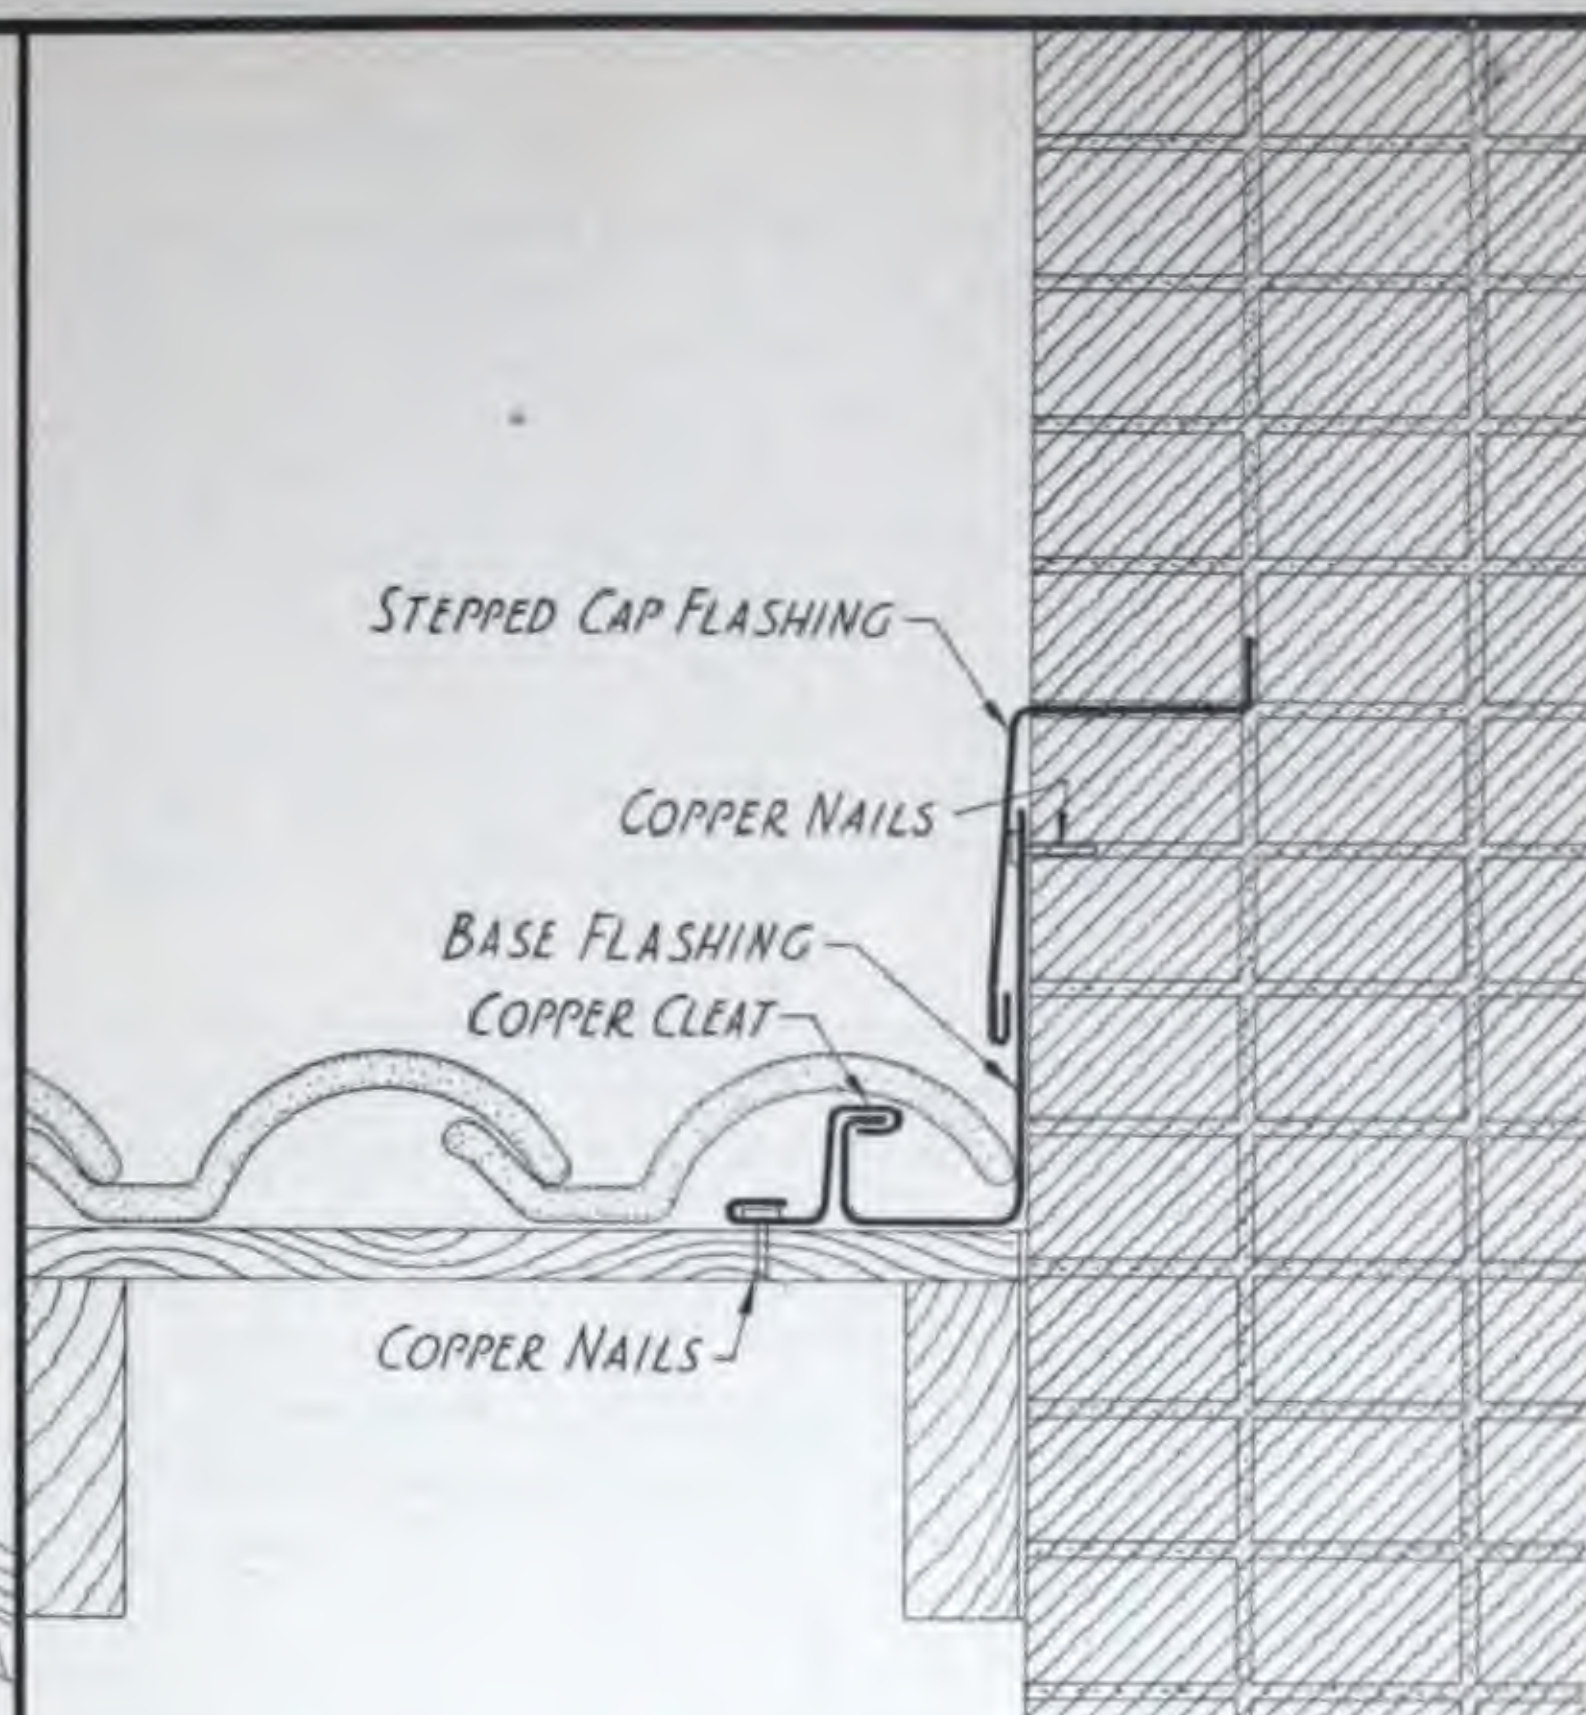 STEPPED CAP FLASHING
COPPER NAILS
BASE FLASHING
COPPER CLEAT
COPPER NAILS